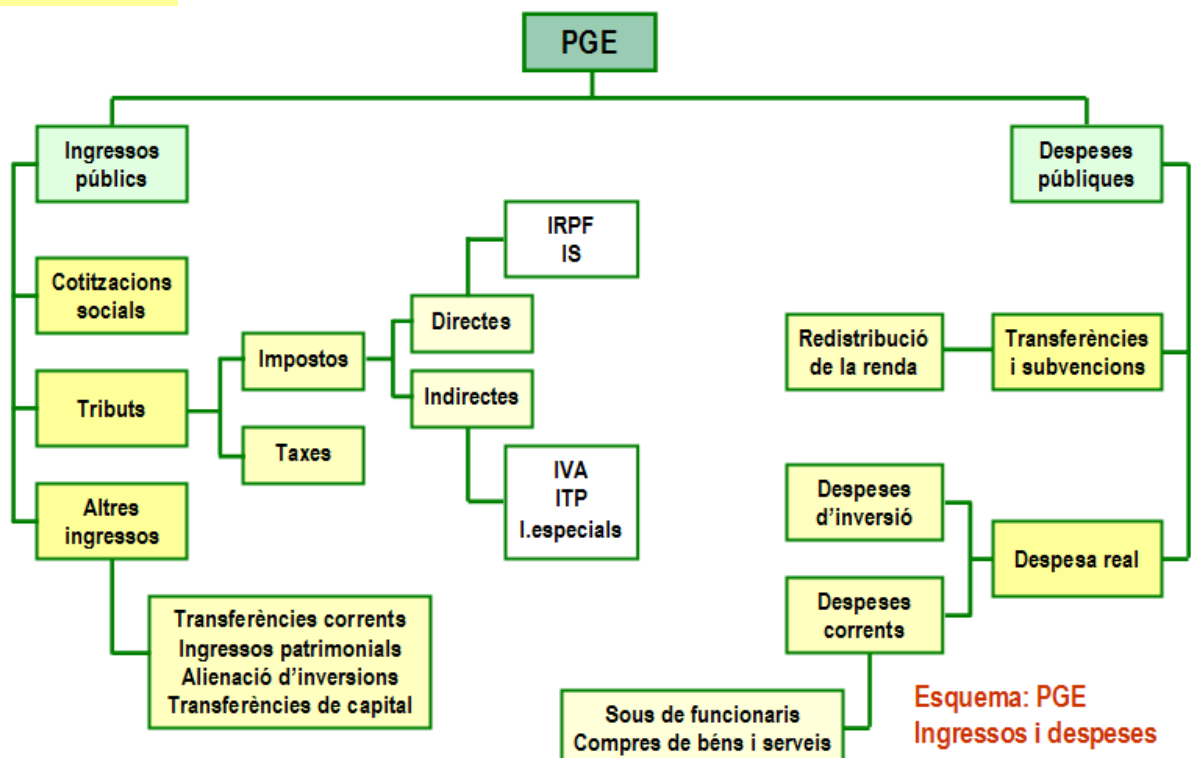 PGE
Ingressos
públics
Despeses
públiques
IRPF
IS
Cotitzacions
socials
Directes
Impostos
Redistribució
de la renda
Transferències
i subvencions
Tributs
Indirectes
Taxes
IVA
ITP
I.especials
Altres
ingressos
Despeses
d'inversió
Despesa real
Despeses
corrents
Transferències corrents
Ingressos patrimonials
Alienació d'inversions
Transferències de capital
Sous de funcionaris
Compres de béns i serveis
Esquema: PGE
Ingressos i despeses